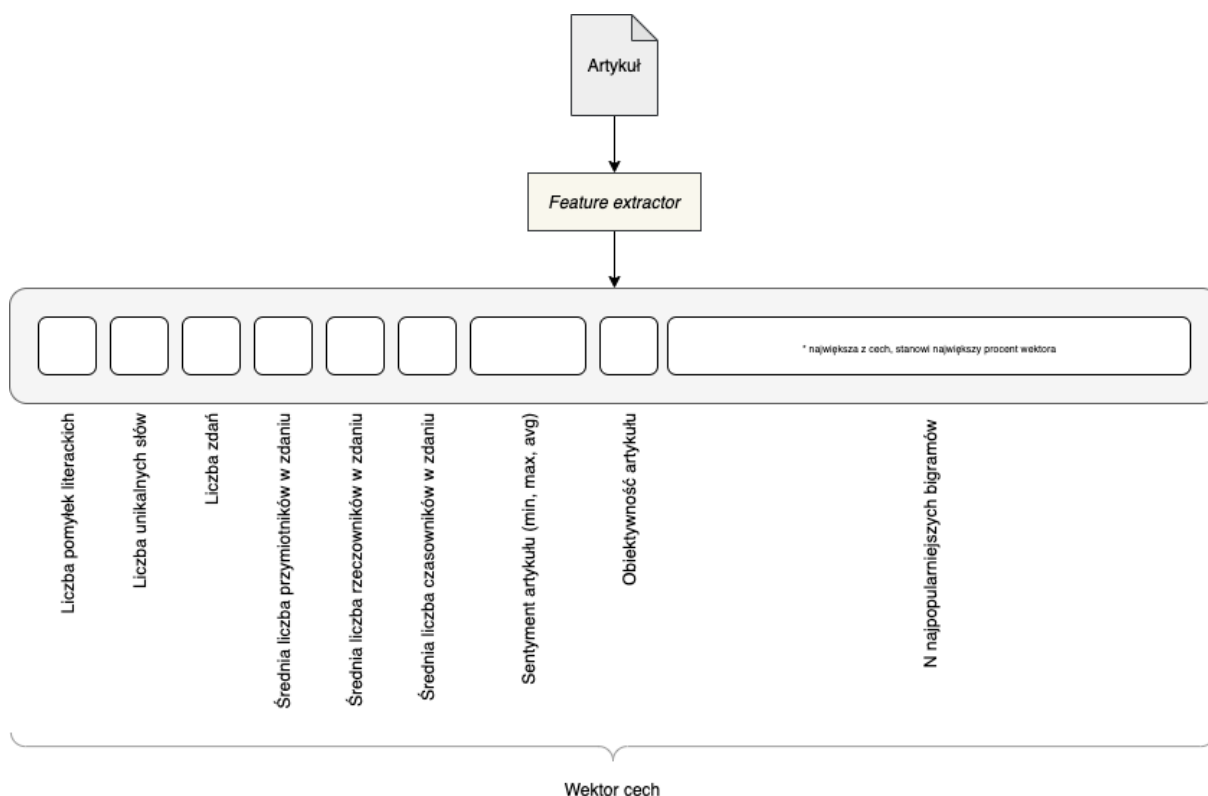 Artykuł
Feature extractor
* największa z cech, stanowi największy procent wektora
Liczba pomyłek literackich
Liczba unikalnych słów
Liczba zdań
Średnia liczba przymiotników w zdaniu
Średnia liczba rzeczowników w zdaniu
Średnia liczba czasowników w zdaniu
Sentyment artykułu (min, max, avg)
Obiektywność artykułu
N najpopularniejszych bigramów
Wektor cech